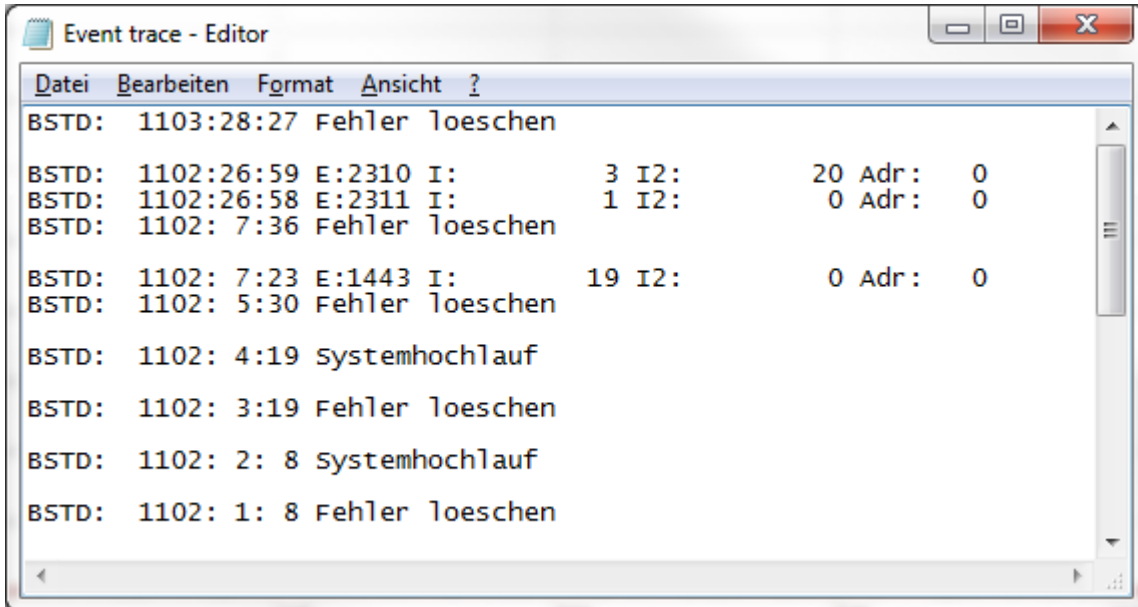 Event trace - Editor
Datei Bearbeiten Format Ansicht ?
BSTD:  1103:28:27 Fehler loeschen
BSTD:  1102:26:59 E:2310 I:         3 I2:        20 Adr:   0
BSTD:  1102:26:58 E:2311 I:         1 I2:         0 Adr:   0
BSTD:  1102: 7:36 Fehler loeschen
BSTD:  1102: 7:23 E:1443 I:        19 I2:         0 Adr:   0
BSTD:  1102: 5:30 Fehler loeschen
BSTD:  1102: 4:19 Systemhochlauf
BSTD:  1102: 3:19 Fehler loeschen
BSTD:  1102: 2: 8 Systemhochlauf
BSTD:  1102: 1: 8 Fehler loeschen